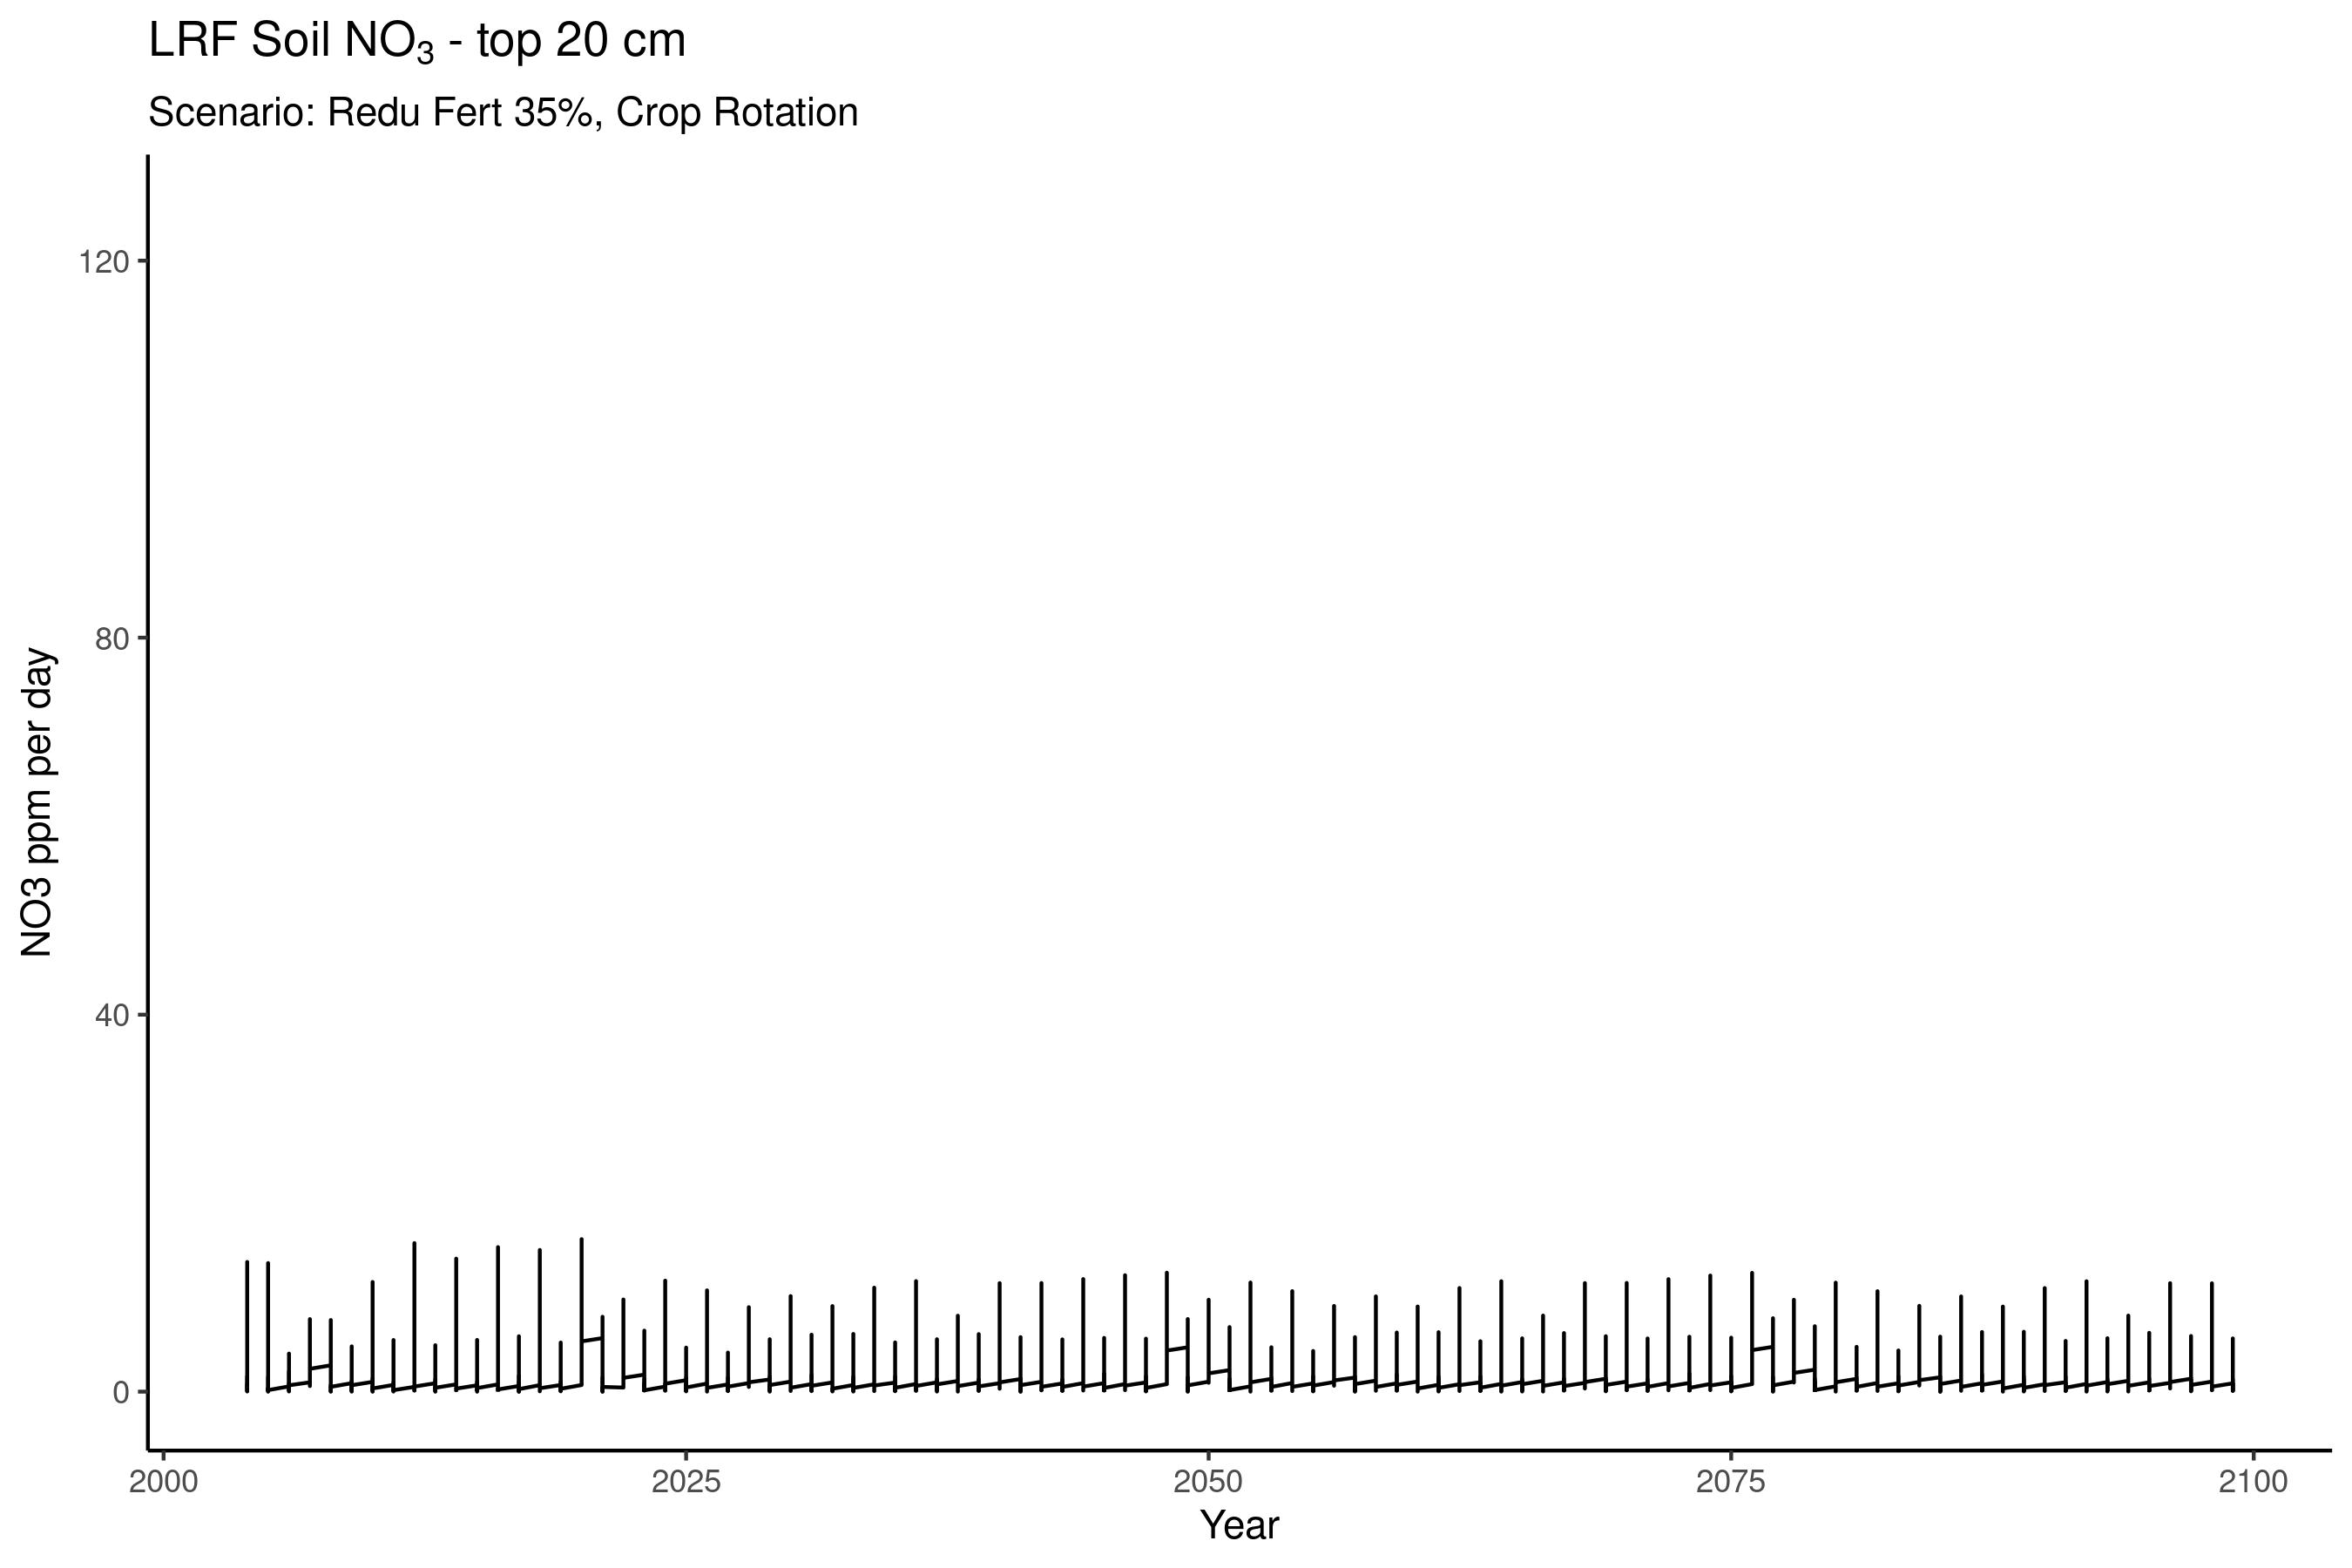 LRF Soil NO₃ - top 20 cm
Scenario: Redu Fert 35%, Crop Rotation
NO3 ppm per day
120
80
40
0
2000 2025 2050 2075 2100
Year